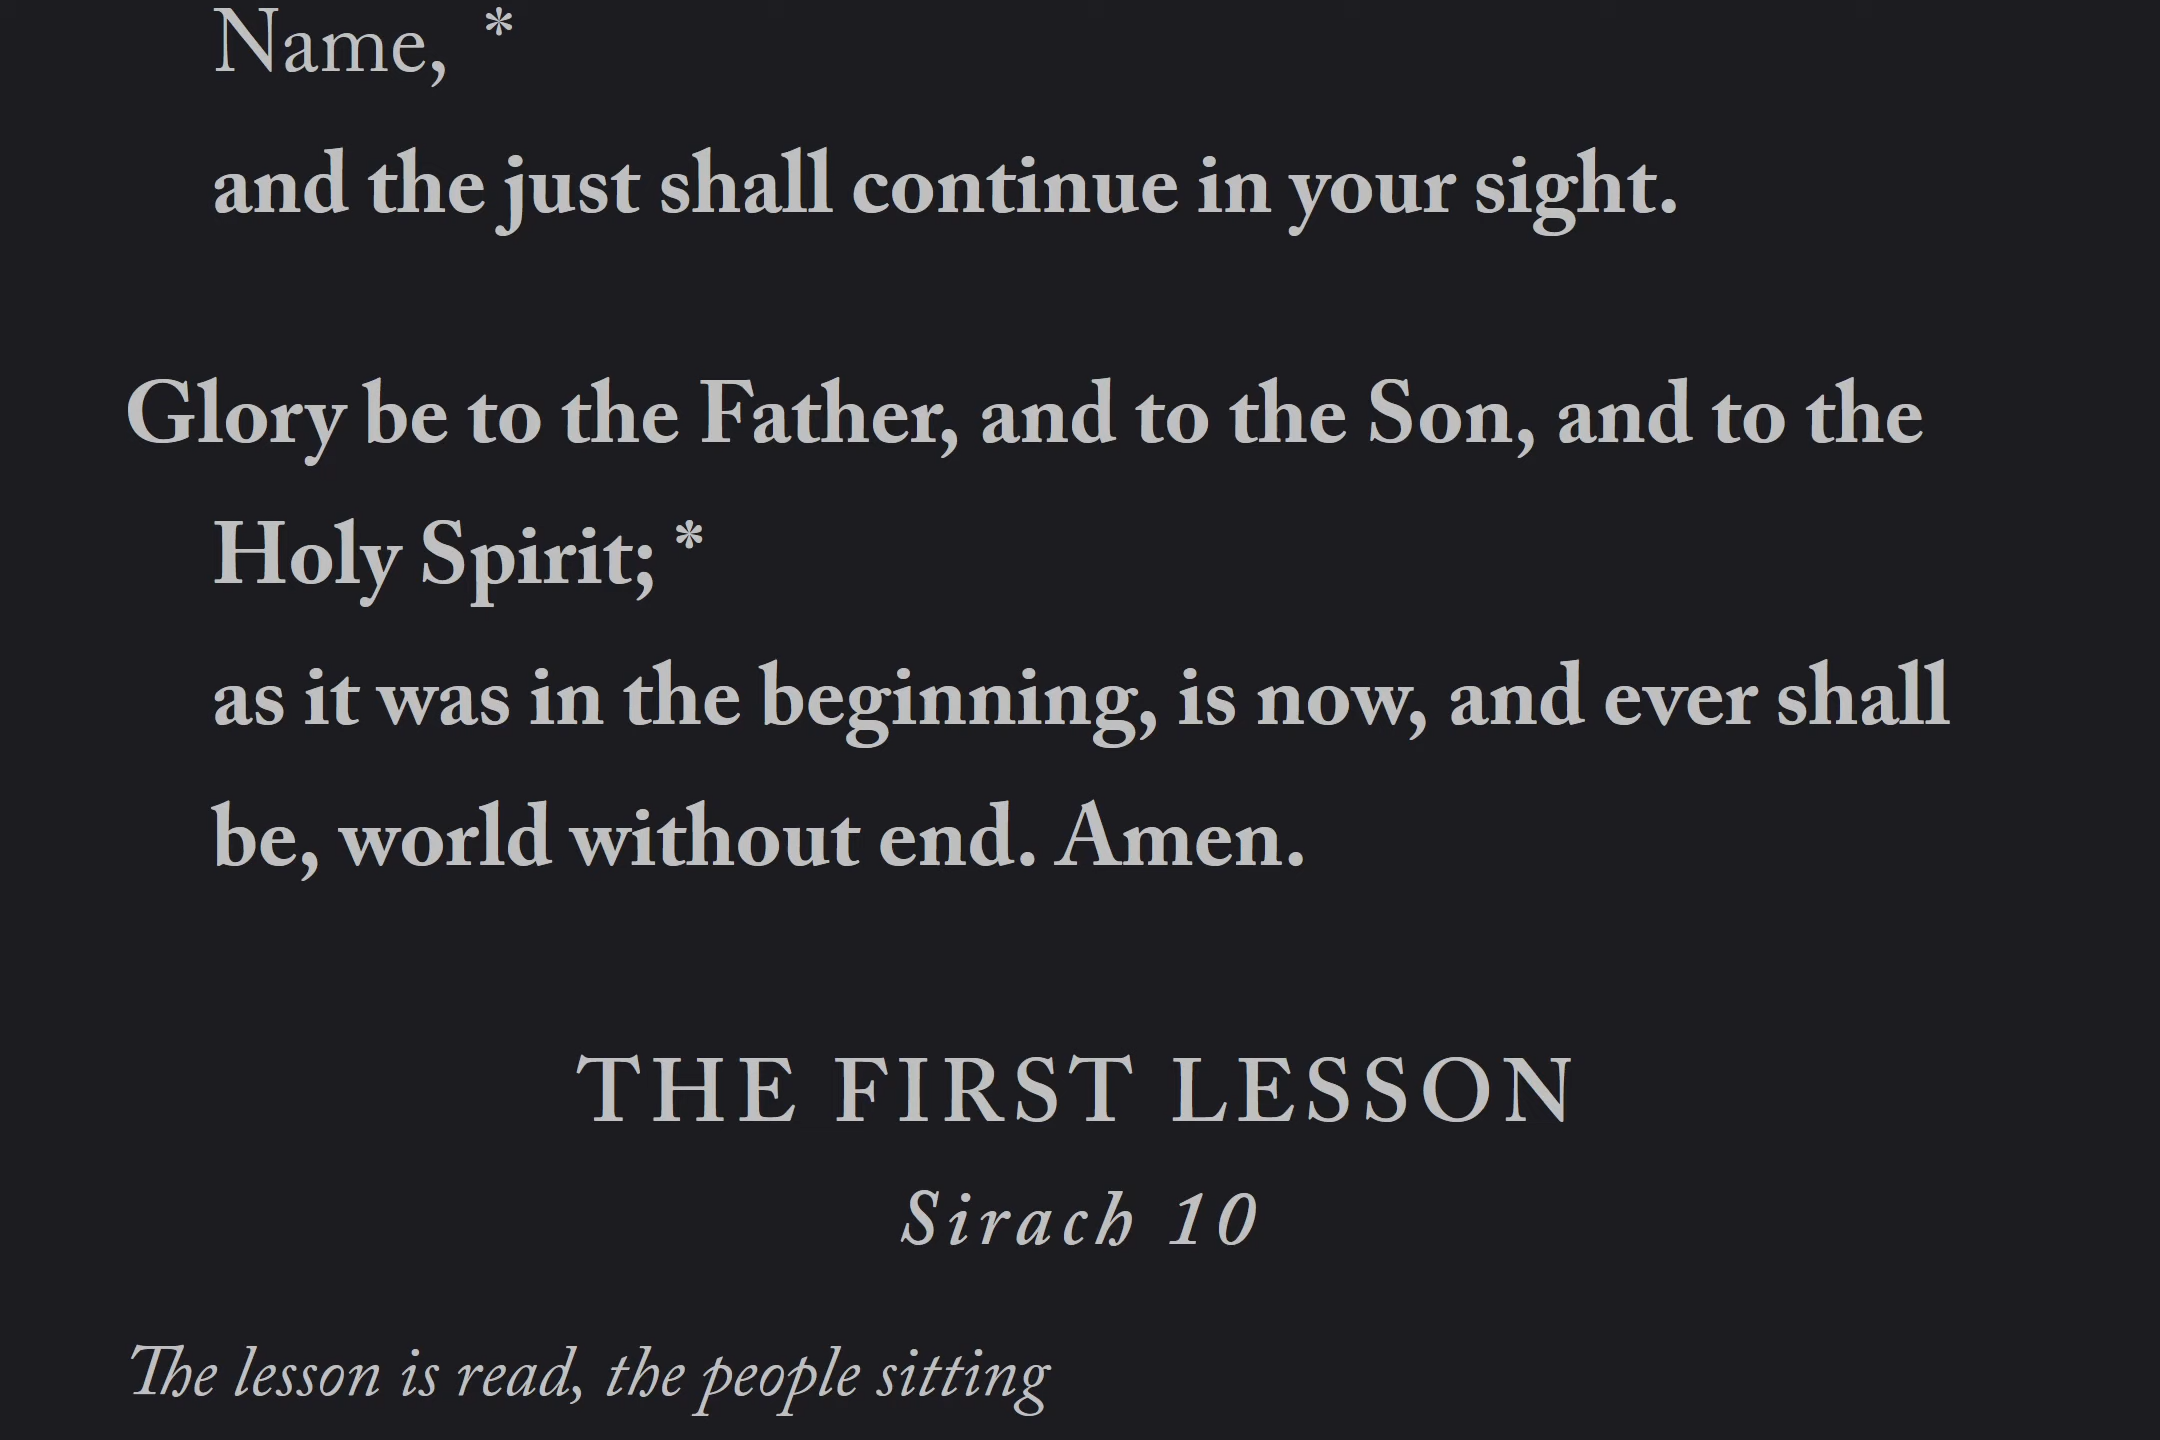 Name, *
and the just shall continue in your sight.
Glory be to the Father, and to the Son, and to the
Holy Spirit; *
as it was in the beginning, is now, and ever shall
be, world without end. Amen.
THE FIRST LESSON
Sirach 10
The lesson is read, the people sitting